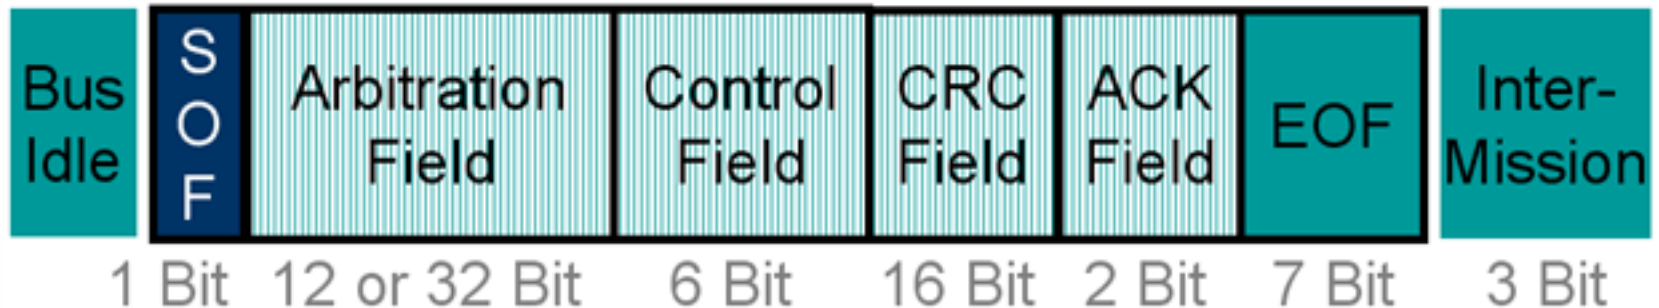 Bus
Idle
S
O
F
Arbitration
Field
Control
Field
CRC
Field
ACK
Field
EOF
Inter-
Mission
1 Bit
12 or 32 Bit
6 Bit
16 Bit
2 Bit
7 Bit
3 Bit